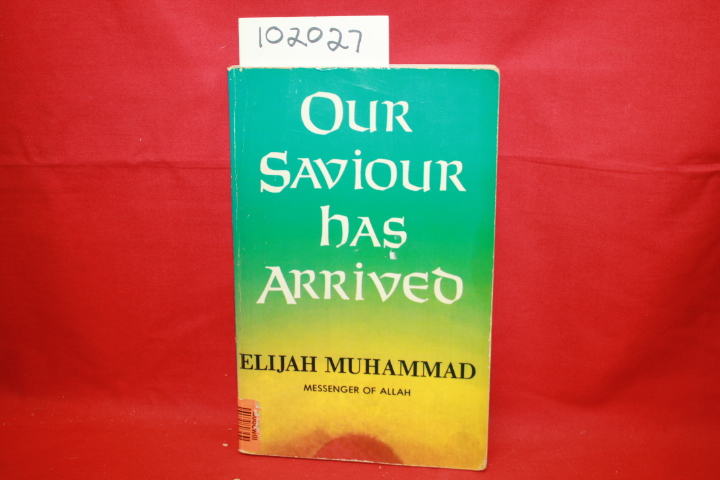 102027
OUR
SAVIOUR
hAS
ARRIVED
ELIJAH MUHAMMAD
MESSENGER OF ALLAH